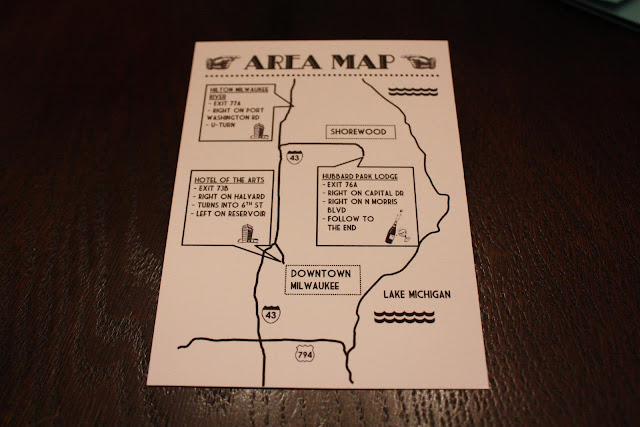 AREA MAP
HILTON MILWAUKEE
RIVER
- EXIT 77A
- RIGHT ON PORT
WASHINGTON RD
- U-TURN
SHOREWOOD
43
HOTEL OF THE ARTS
- EXIT 73B
- RIGHT ON HALYARD
- TURNS INTO 6TH ST
- LEFT ON RESERVOIR
HUBBARD PARK LODGE
- EXIT 76A
- RIGHT ON CAPITAL DR
- RIGHT ON N MORRIS
BLVD
- FOLLOW TO
THE END
DOWNTOWN
MILWAUKEE
LAKE MICHIGAN
43
794